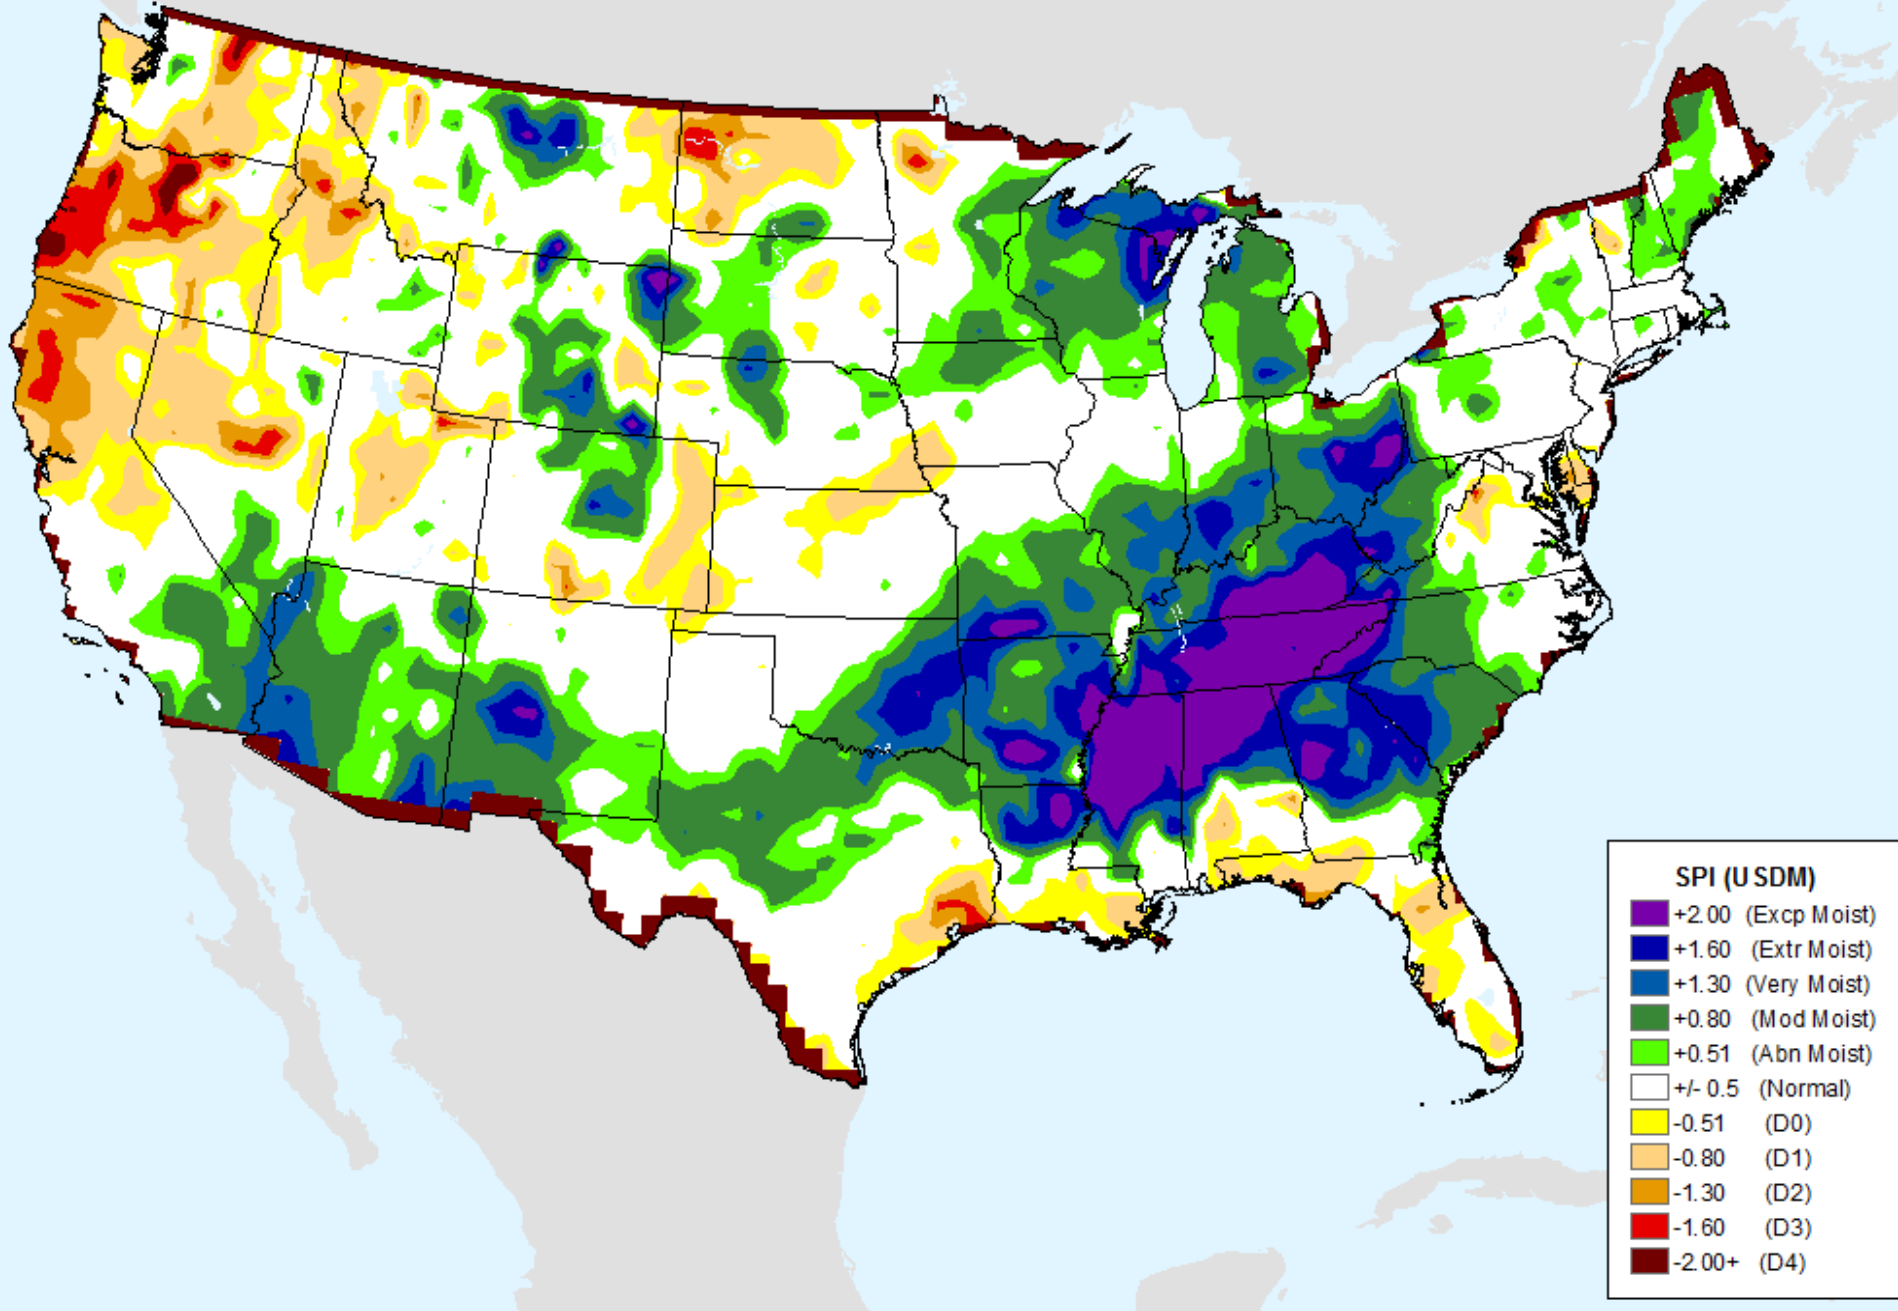 SPI (USDM)
+2.00 (Excp Moist)
+1.60 (Extr Moist)
+1.30 (Very Moist)
+0.80 (Mod Moist)
+0.51 (Abn Moist)
+/- 0.5 (Normal)
-0.51 (D0)
-0.80 (D1)
-1.30 (D2)
-1.60 (D3)
-2.00+ (D4)